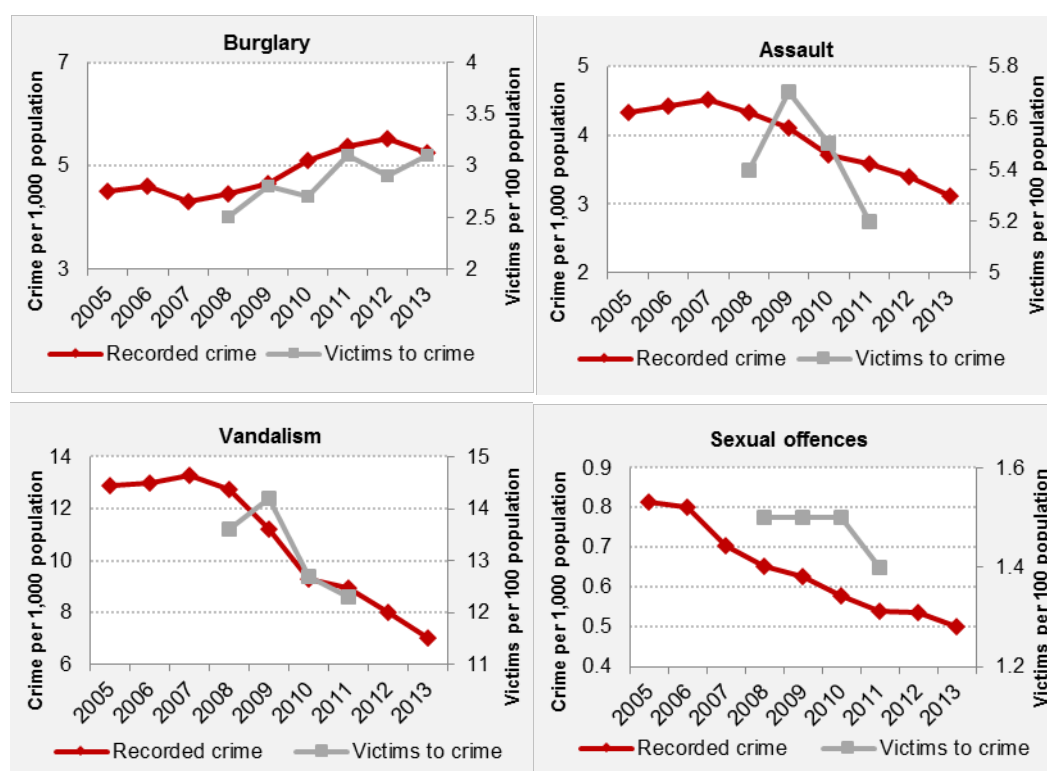 Burglary
Crime per 1,000 population
7
5
3
4
3.5
3
2.5
2
Victims per 100 population
2005 2006 2007 2008 2009 2010 2011 2012 2013
Recorded crime Victims to crime
Assault
Crime per 1,000 population
5
4
3
2
5.8
5.6
5.4
5.2
5
Victims per 100 population
2005 2006 2007 2008 2009 2010 2011 2012 2013
Recorded crime Victims to crime
Vandalism
Crime per 1,000 population
14
12
10
8
6
15
14
13
12
11
Victims per 100 population
2005 2006 2007 2008 2009 2010 2011 2012 2013
Recorded crime Victims to crime
Sexual offences
Crime per 1,000 population
0.9
0.8
0.7
0.6
0.5
0.4
1.6
1.4
1.2
Victims per 100 population
2005 2006 2007 2008 2009 2010 2011 2012 2013
Recorded crime Victims to crime